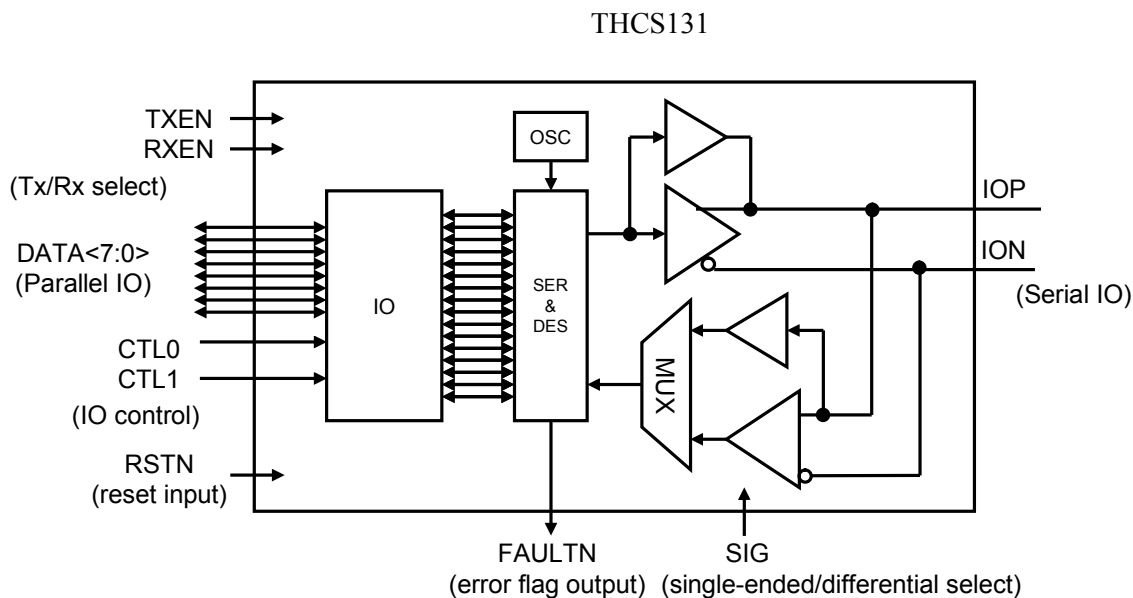 THCS131
TXEN
RXEN
(Tx/Rx select)
DATA<7:0>
(Parallel IO)
CTL0
CTL1
(IO control)
RSTN
(reset input)
IO
OSC
SER
&
DES
MUX
IOP
ION
(Serial IO)
FAULTN
(error flag output)
SIG
(single-ended/differential select)